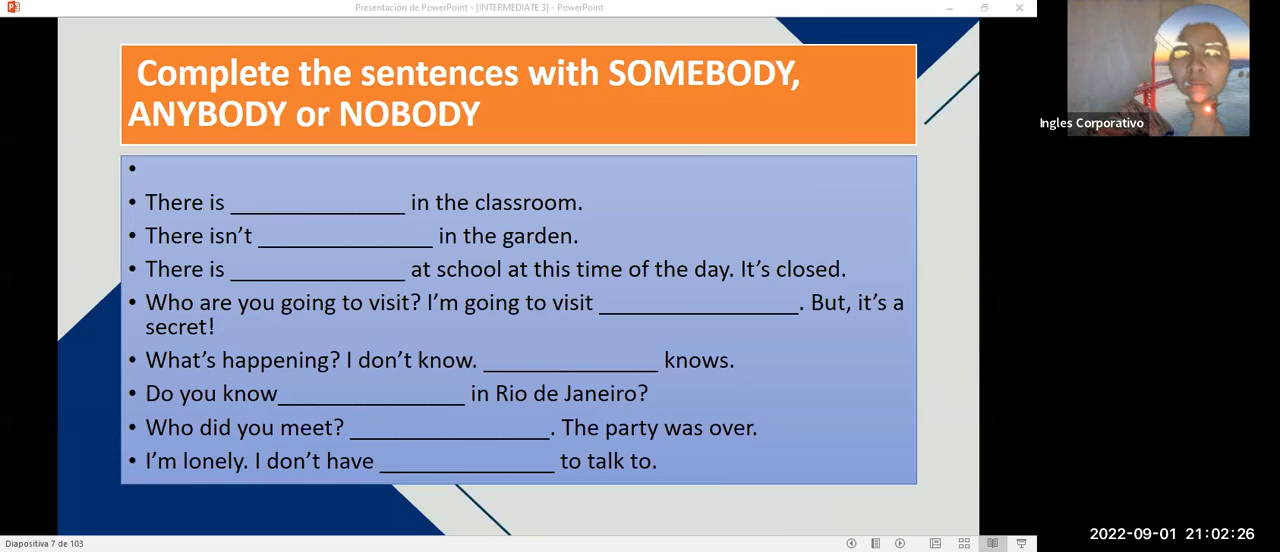 Presentación de PowerPoint - [INTERMEDIATE 3] - PowerPoint
Complete the sentences with SOMEBODY,
ANYBODY or NOBODY
•
• There is _______________ in the classroom.
• There isn't _______________ in the garden.
• There is _______________ at school at this time of the day. It's closed.
• Who are you going to visit? I'm going to visit _________________. But, it's a
secret!
• What's happening? I don't know. _______________ knows.
• Do you know________________ in Rio de Janeiro?
• Who did you meet? _________________. The party was over.
• I'm lonely. I don't have _______________ to talk to.
Ingles Corporativo
Diapositiva 7 de 103
2022-09-01 21:02:26